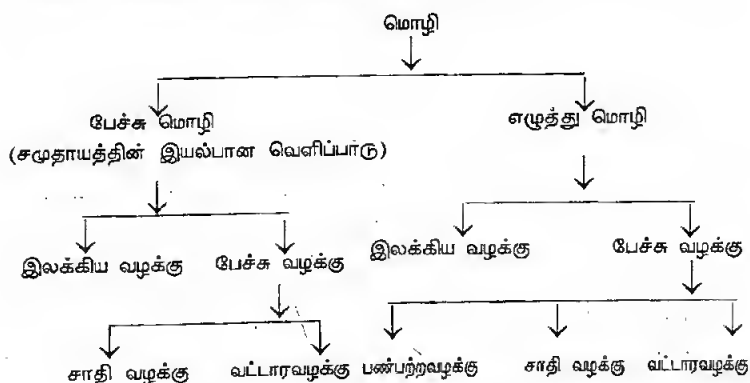 மொழி
பேச்சு மொழி
(சமுதாயத்தின் இயல்பான வெளிப்பாடு)
எழுத்து மொழி
இலக்கிய வழக்கு
பேச்சு வழக்கு
இலக்கிய வழக்கு
பேச்சு வழக்கு
சாதி வழக்கு
வட்டாரவழக்கு
பண்பற்றவழக்கு
சாதி வழக்கு
வட்டாரவழக்கு